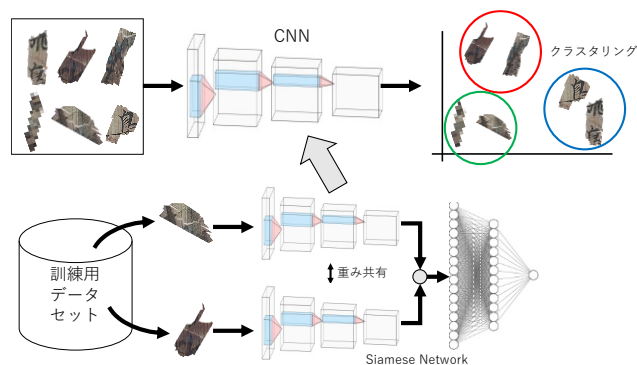 CNN
クラスタリング
訓練用
データ
セット
重み共有
Siamese Network